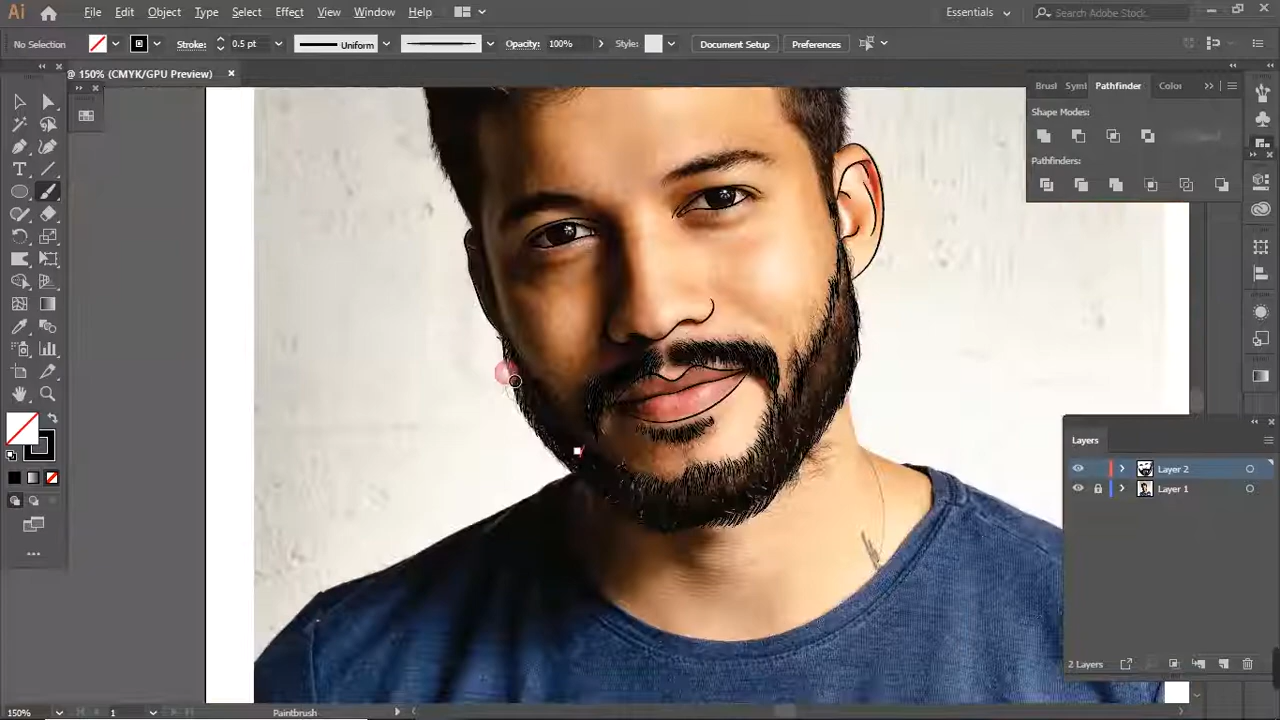 Ai File Edit Object Type Select Effect View Window Help Essentials Search Adobe Stock
No Selection Stroke: 0.5 pt Uniform Opacity: 100% Style: Document Setup Preferences
@ 150% (CMYK/GPU Preview)
Brusl Symi Pathfinder Color
Shape Modes:
Pathfinders:
Layers
Layer 2
Layer 1
2 Layers
150% 1 Paintbrush